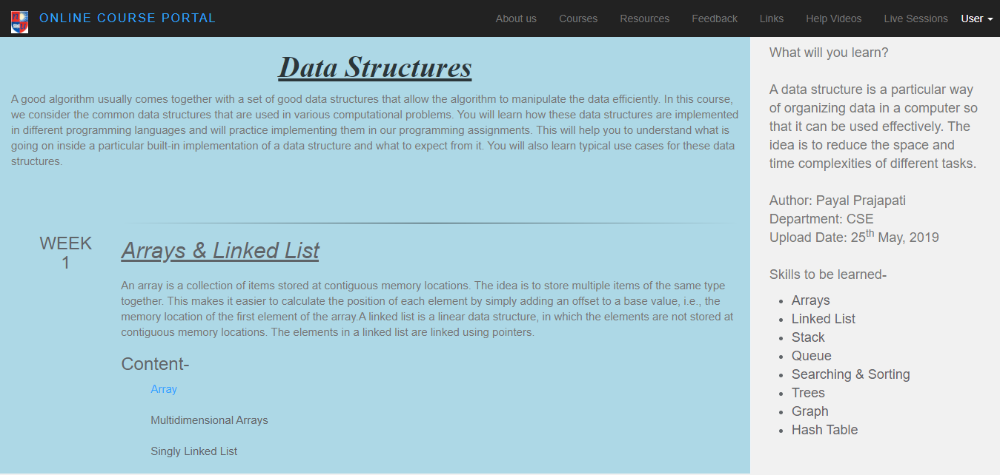 ONLINE COURSE PORTAL
About us Courses Resources Feedback Links Help Videos Live Sessions User
Data Structures
A good algorithm usually comes together with a set of good data structures that allow the algorithm to manipulate the data efficiently. In this course,
we consider the common data structures that are used in various computational problems. You will learn how these data structures are implemented
in different programming languages and will practice implementing them in our programming assignments. This will help you to understand what is
going on inside a particular built-in implementation of a data structure and what to expect from it. You will also learn typical use cases for these data
structures.
WEEK
1
Arrays & Linked List
An array is a collection of items stored at contiguous memory locations. The idea is to store multiple items of the same type
together. This makes it easier to calculate the position of each element by simply adding an offset to a base value, i.e., the
memory location of the first element of the array.A linked list is a linear data structure, in which the elements are not stored at
contiguous memory locations. The elements in a linked list are linked using pointers.
Content-
Array
Multidimensional Arrays
Singly Linked List
What will you learn?
A data structure is a particular way
of organizing data in a computer so
that it can be used effectively. The
idea is to reduce the space and
time complexities of different tasks.
Author: Payal Prajapati
Department: CSE
Upload Date: 25th May, 2019
Skills to be learned-
Arrays
Linked List
Stack
Queue
Searching & Sorting
Trees
Graph
Hash Table